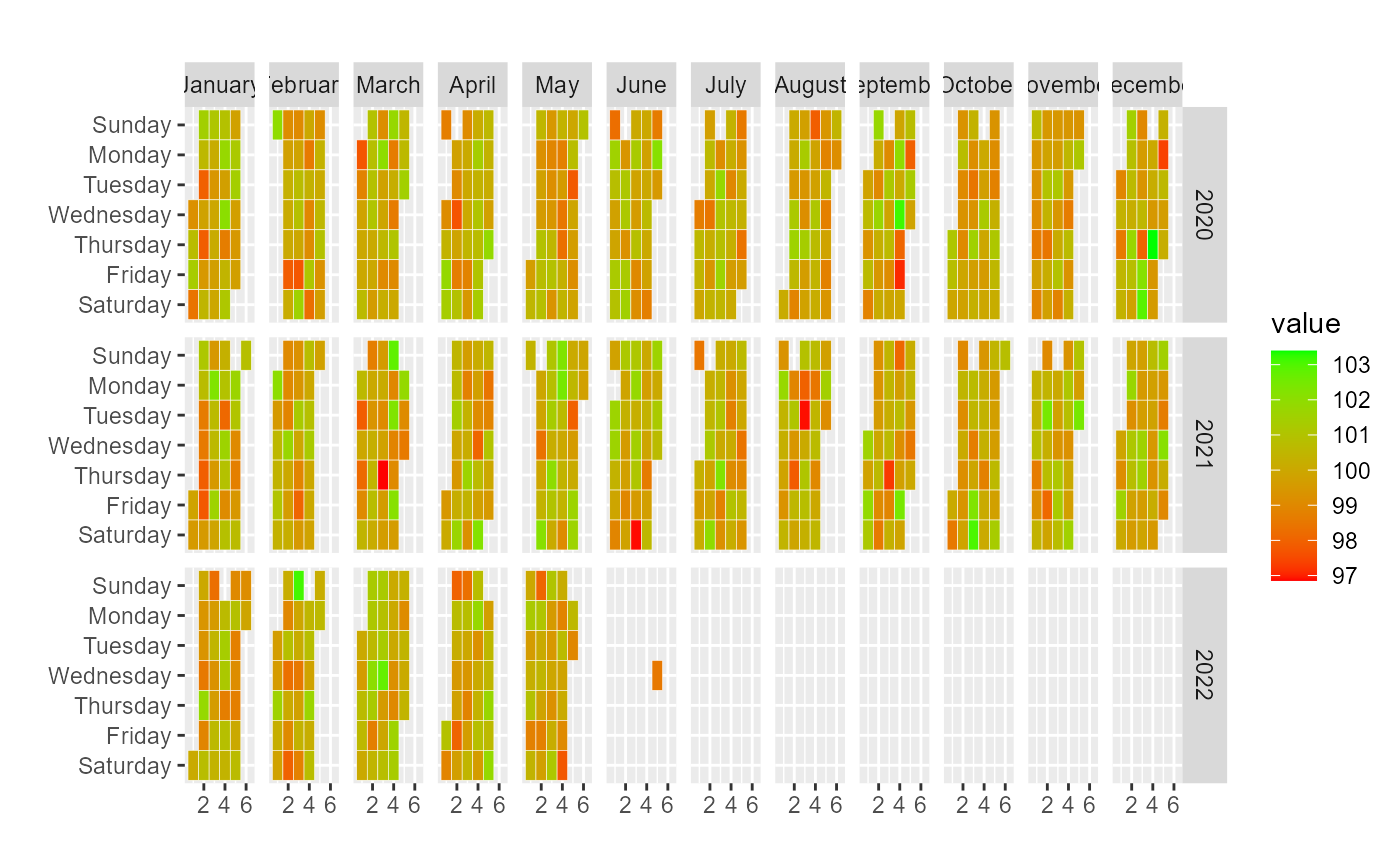 January ebruar March April May June July August eptemb Octobe ovembe ecembe
Sunday
Monday
Tuesday
Wednesday
Thursday
Friday
Saturday
2020
Sunday
Monday
Tuesday
Wednesday
Thursday
Friday
Saturday
2021
Sunday
Monday
Tuesday
Wednesday
Thursday
Friday
Saturday
2022
2 4 6 2 4 6 2 4 6 2 4 6 2 4 6 2 4 6 2 4 6 2 4 6 2 4 6 2 4 6 2 4 6 2 4 6
value
103
102
101
100
99
98
97